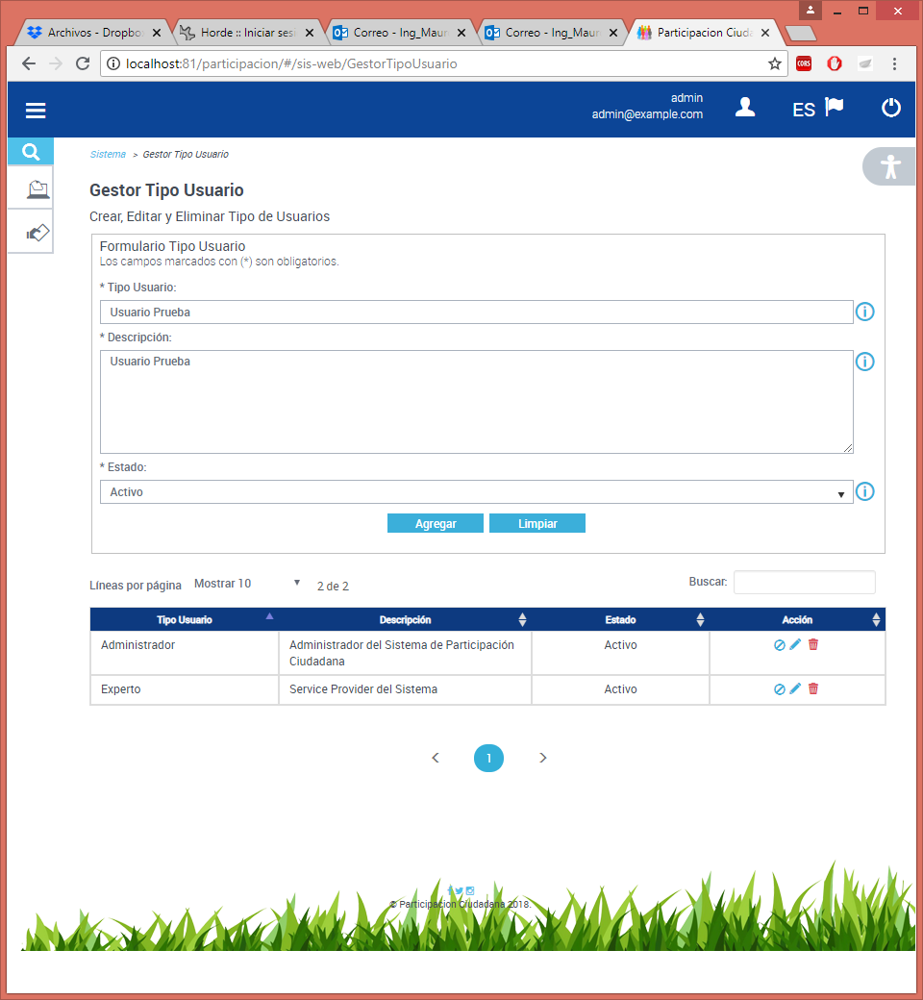 Archivos - Dropbo
Horde :: Iniciar ses
Correo - Ing_Mau
Correo - Ing_Mau
Participacion Ciuda
localhost:81/participacion/#/sis-web/GestorTipoUsuario
CORS
admin
admin@example.com
ES
Sistema > Gestor Tipo Usuario
Gestor Tipo Usuario
Crear, Editar y Eliminar Tipo de Usuarios
Formulario Tipo Usuario
Los campos marcados con (*) son obligatorios.
* Tipo Usuario:
Usuario Prueba
* Descripción:
Usuario Prueba
* Estado:
Activo
Agregar Limpiar
Líneas por página Mostrar 10 2 de 2 Buscar:
Tipo Usuario Descripción Estado Acción
Administrador Administrador del Sistema de Participación Activo
Ciudadana
Experto Service Provider del Sistema Activo
< 1 >
© Participacion Ciudadana 2018.